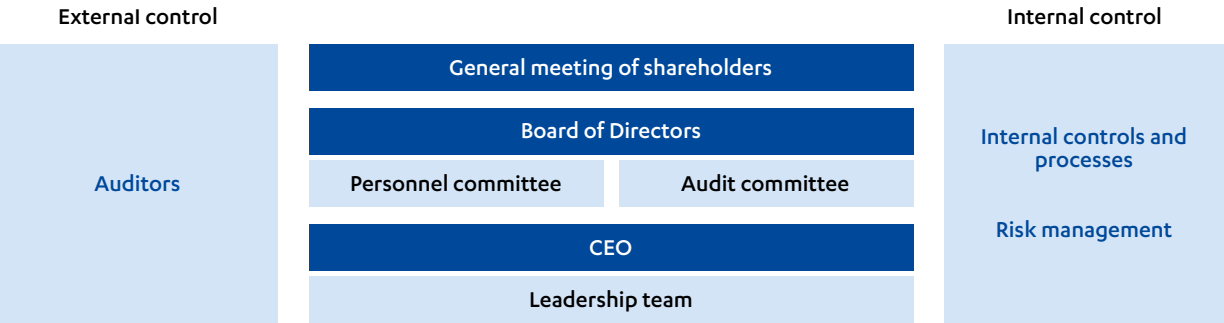 External control
Internal control
General meeting of shareholders
Board of Directors
Auditors
Personnel committee
Audit committee
Internal controls and
processes
Risk management
CEO
Leadership team